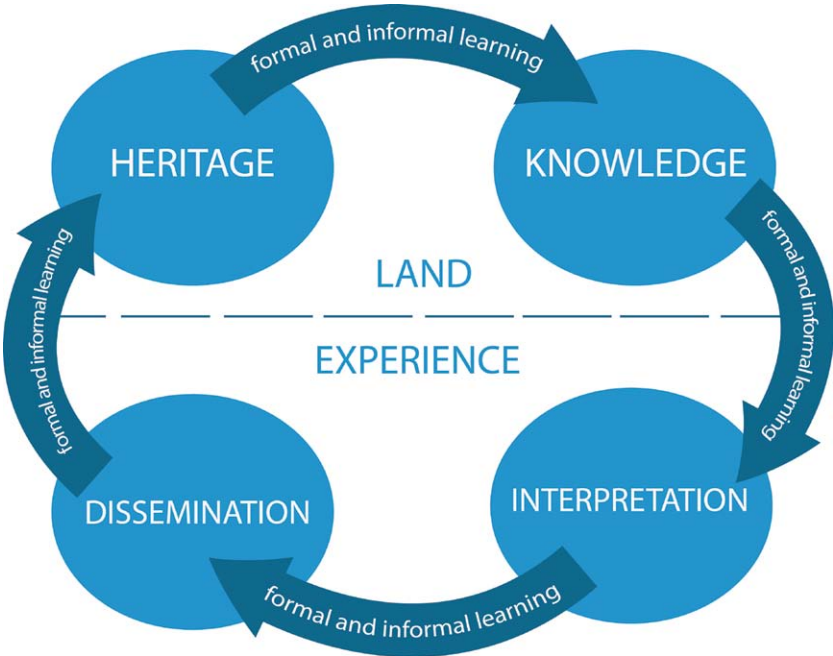 formal and informal learning
HERITAGE
KNOWLEDGE
formal and informal learning
formal and informal learning
LAND
EXPERIENCE
DISSEMINATION
INTERPRETATION
formal and informal learning